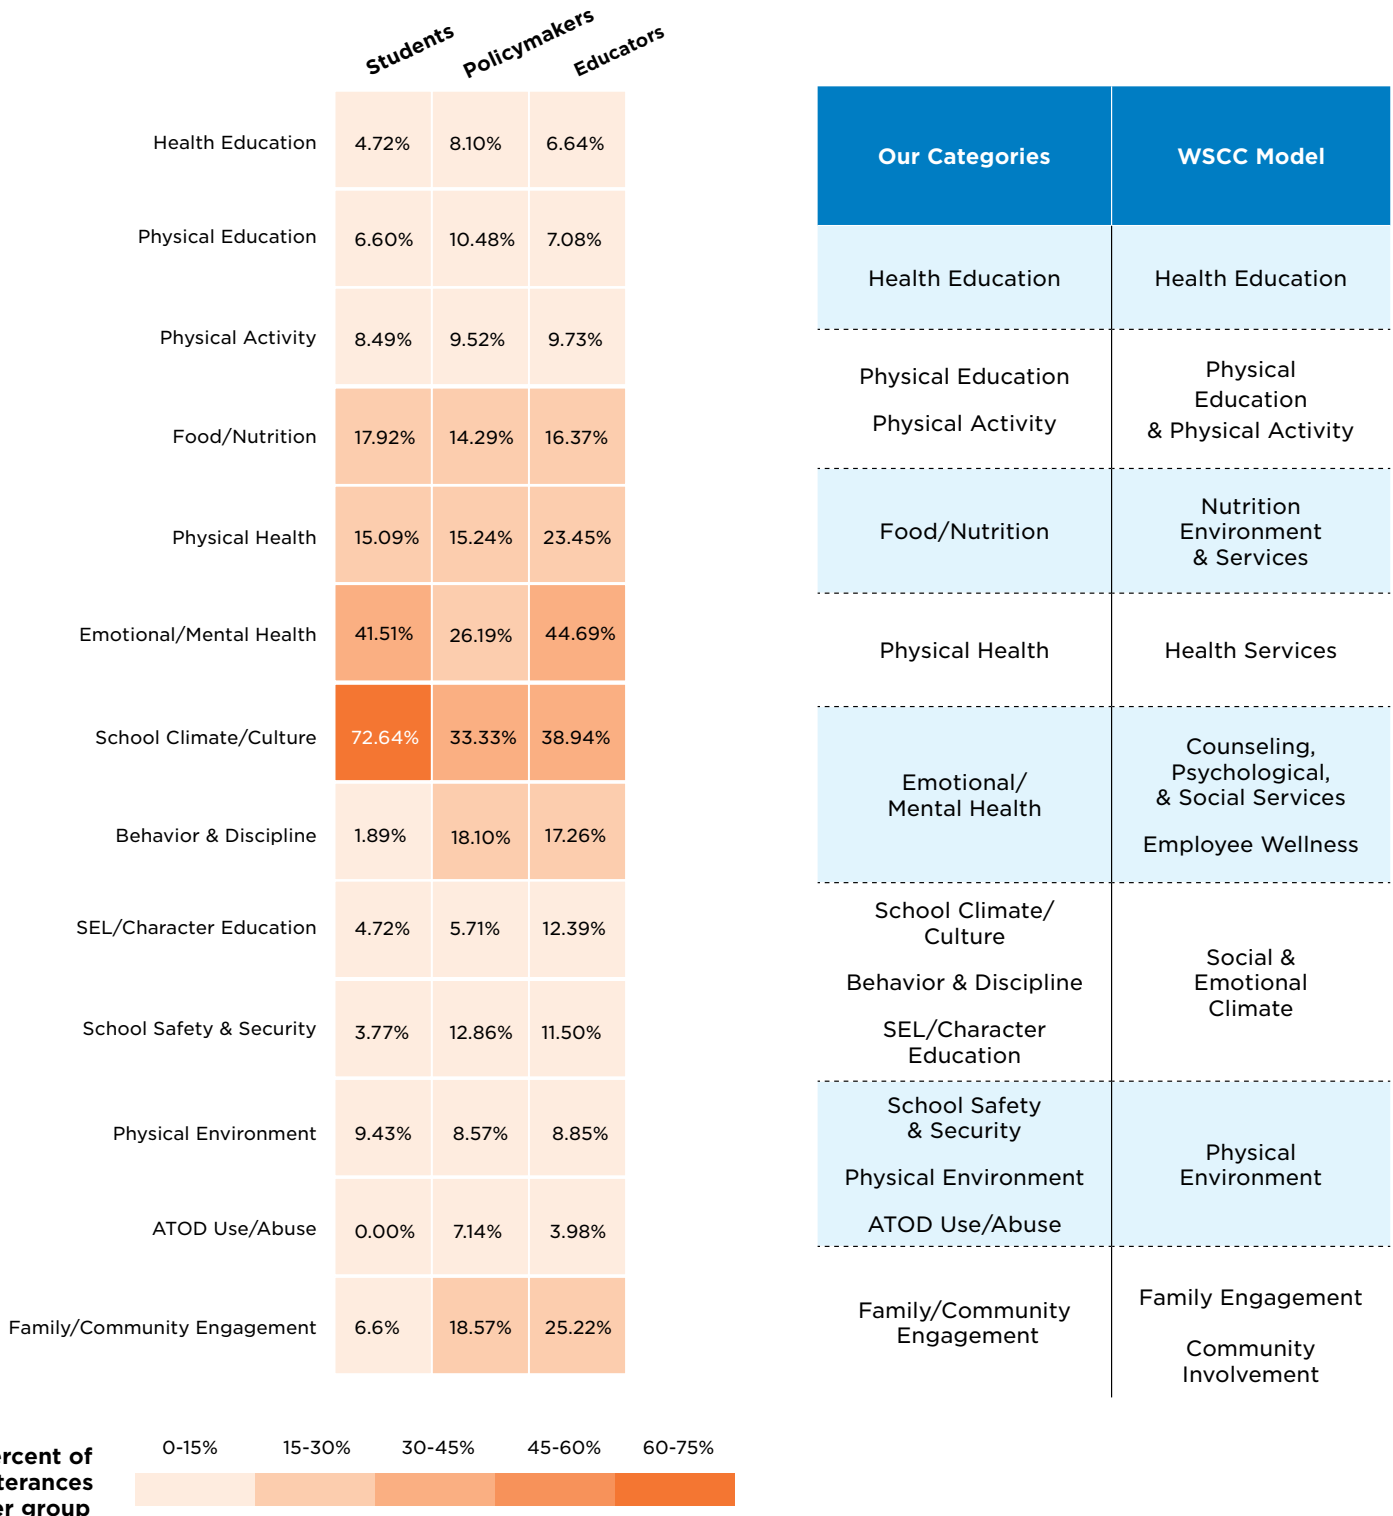 Students Policymakers Educators
Health Education 4.72% 8.10% 6.64%
Physical Education 6.60% 10.48% 7.08%
Physical Activity 8.49% 9.52% 9.73%
Food/Nutrition 17.92% 14.29% 16.37%
Physical Health 15.09% 15.24% 23.45%
Emotional/Mental Health 41.51% 26.19% 44.69%
School Climate/Culture 72.64% 33.33% 38.94%
Behavior & Discipline 1.89% 18.10% 17.26%
SEL/Character Education 4.72% 5.71% 12.39%
School Safety & Security 3.77% 12.86% 11.50%
Physical Environment 9.43% 8.57% 8.85%
ATOD Use/Abuse 0.00% 7.14% 3.98%
Family/Community Engagement 6.6% 18.57% 25.22%
0-15% 15-30% 30-45% 45-60% 60-75%
ercent of
terances
er group
Our Categories WSCC Model
Health Education
Health Education
Physical Education
Physical Activity
Physical
Education
& Physical Activity
Food/Nutrition
Nutrition
Environment
& Services
Physical Health
Health Services
Emotional/
Mental Health
Counseling,
Psychological,
& Social Services
Employee Wellness
School Climate/
Culture
Behavior & Discipline
SEL/Character
Education
Social &
Emotional
Climate
School Safety
& Security
Physical Environment
ATOD Use/Abuse
Physical
Environment
Family/Community
Engagement
Family Engagement
Community
Involvement